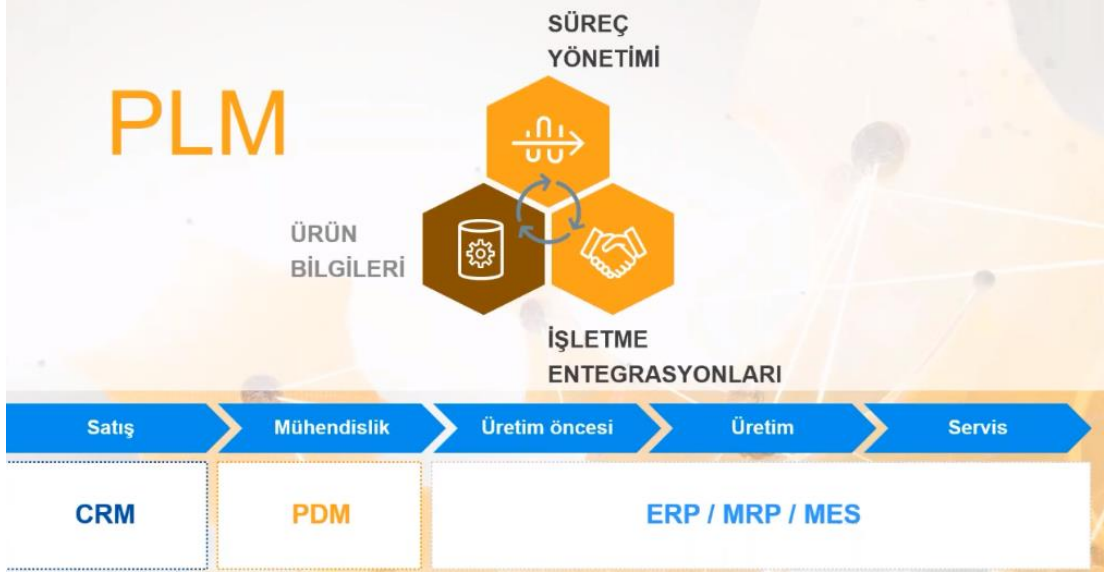 SÜREÇ
YÖNETİMİ
PLM
ÜRÜN
BİLGİLERİ
İŞLETME
ENTEGRASYONLARI
Satış
Mühendislik
Üretim öncesi
Üretim
Servis
CRM
PDM
ERP / MRP / MES